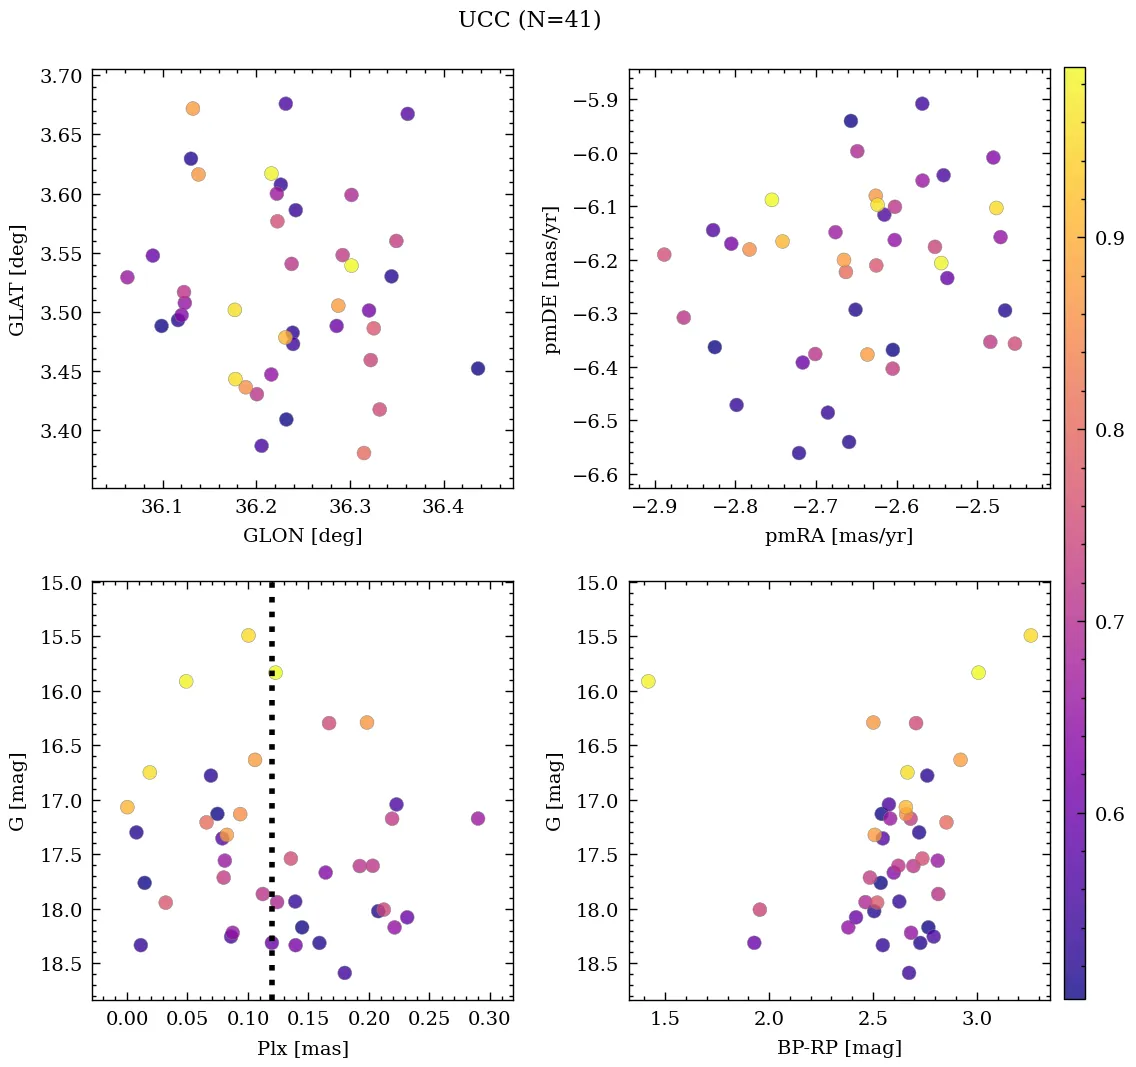 UCC (N=41)
3.70
3.65
3.60
3.55
3.50
3.45
3.40
GLAT [deg]
36.1 36.2 36.3 36.4
GLON [deg]
−5.9
−6.0
−6.1
−6.2
−6.3
−6.4
−6.5
−6.6
pmDE [mas/yr]
−2.9 −2.8 −2.7 −2.6 −2.5
pmRA [mas/yr]
15.0
15.5
16.0
16.5
17.0
17.5
18.0
18.5
G [mag]
0.00 0.05 0.10 0.15 0.20 0.25 0.30
Plx [mas]
15.0
15.5
16.0
16.5
17.0
17.5
18.0
18.5
G [mag]
1.5 2.0 2.5 3.0
BP-RP [mag]
0.9
0.8
0.7
0.6